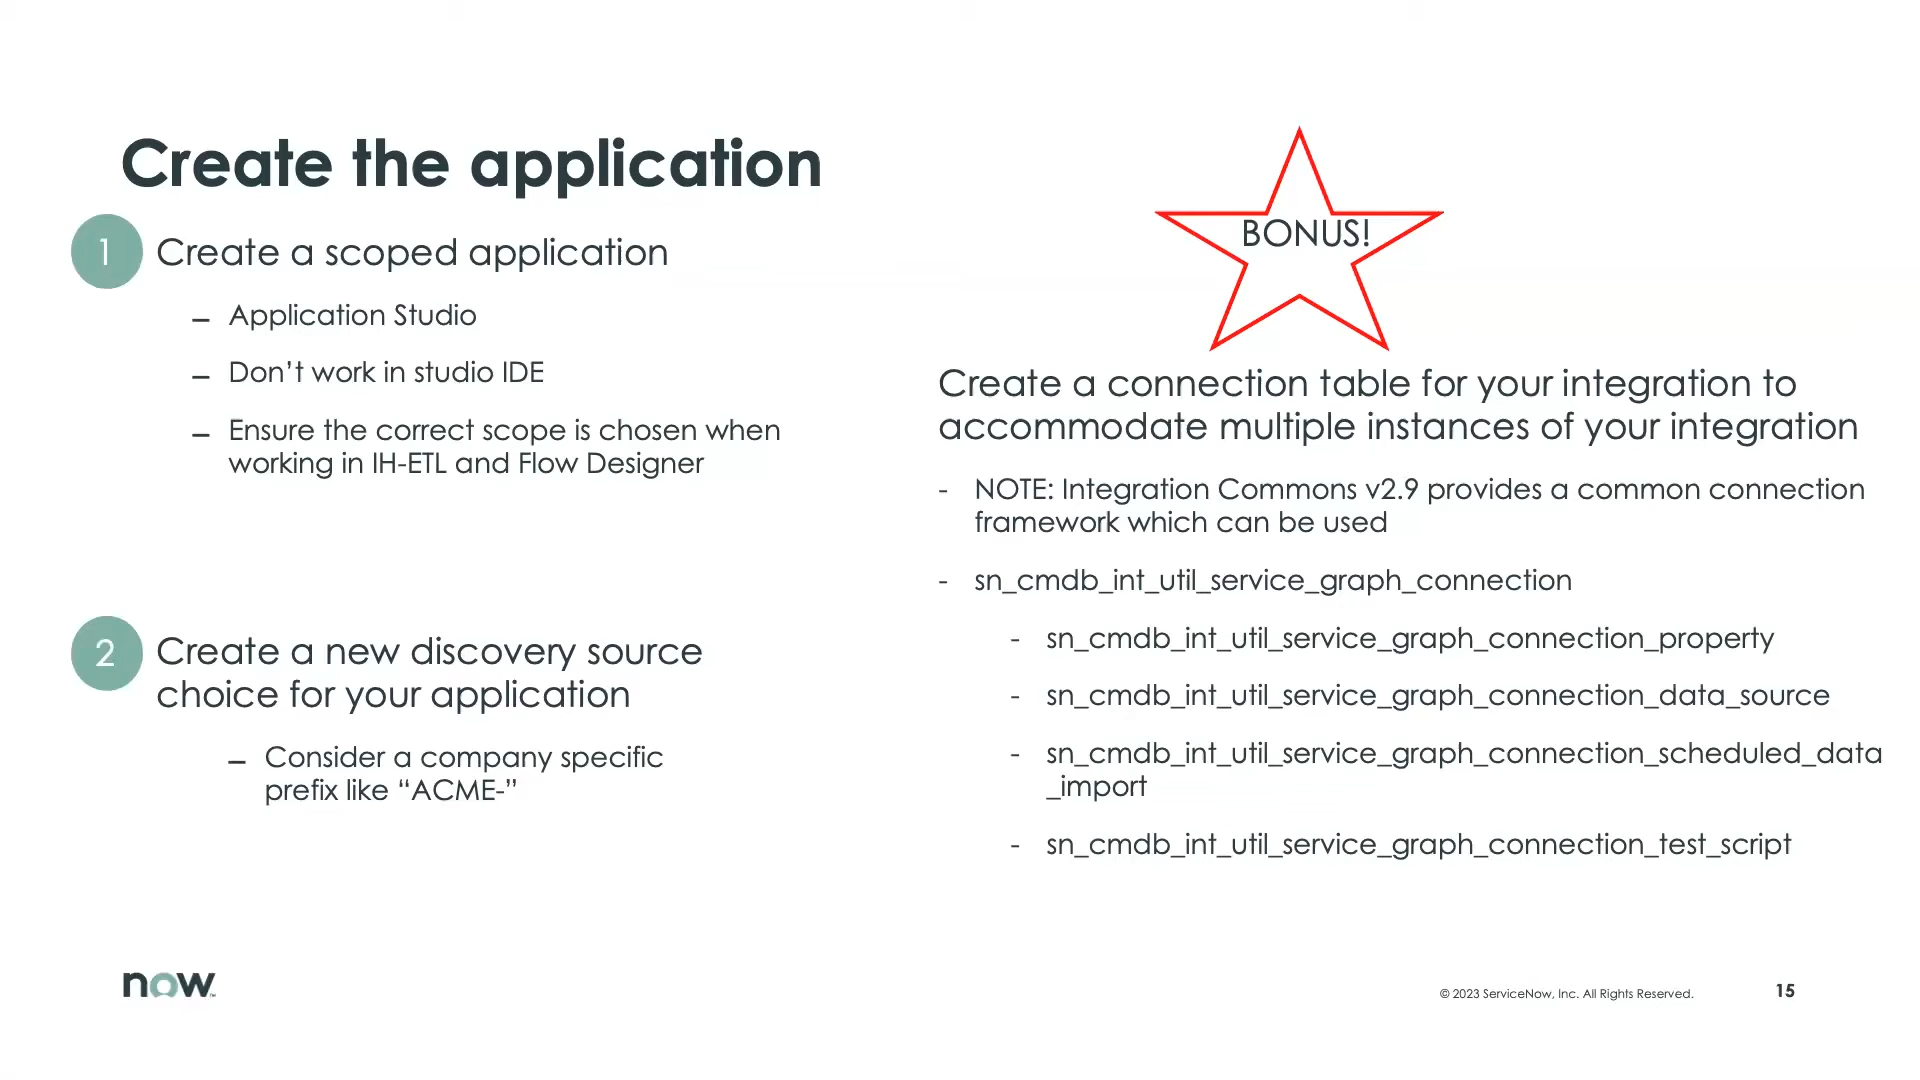 Create the application
1 Create a scoped application
– Application Studio
– Don’t work in studio IDE
– Ensure the correct scope is chosen when
working in IH-ETL and Flow Designer
2 Create a new discovery source
choice for your application
– Consider a company specific
prefix like “ACME-”
BONUS!
Create a connection table for your integration to
accommodate multiple instances of your integration
- NOTE: Integration Commons v2.9 provides a common connection
framework which can be used
- sn_cmdb_int_util_service_graph_connection
- sn_cmdb_int_util_service_graph_connection_property
- sn_cmdb_int_util_service_graph_connection_data_source
- sn_cmdb_int_util_service_graph_connection_scheduled_data
_import
- sn_cmdb_int_util_service_graph_connection_test_script
now™
© 2023 ServiceNow, Inc. All Rights Reserved.
15